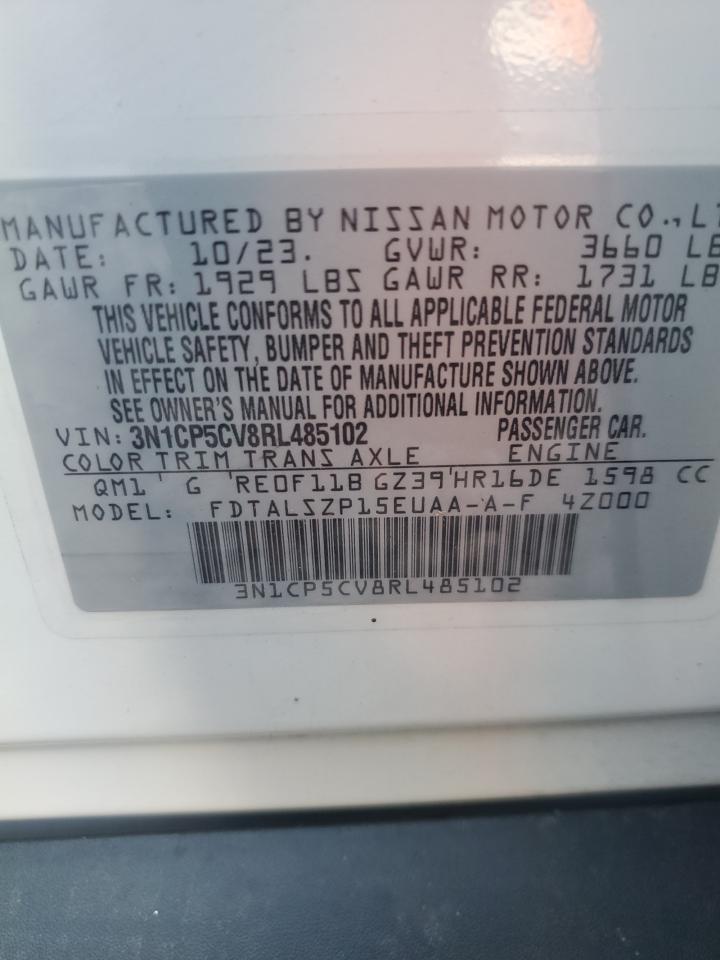 MANUFACTURED BY NISSAN MOTOR CO.,
DATE: 10/23. GVWR: 3660
GAWR FR: 1929 LBS GAWR RR: 1731
THIS VEHICLE CONFORMS TO ALL APPLICABLE FEDERAL MOTOR
VEHICLE SAFETY, BUMPER AND THEFT PREVENTION STANDARDS
IN EFFECT ON THE DATE OF MANUFACTURE SHOWN ABOVE.
SEE OWNER'S MANUAL FOR ADDITIONAL INFORMATION.
VIN: 3N1CP5CV8RL485102 PASSENGER CAR.
COLOR TRIM TRANS AXLE ENGINE
QM1 G RE0F11B GZ39 HR16DE 1598 CC
MODEL: FDTALSZP15EUAA-A-F 4Z000
3N1CP5CV8RL485102